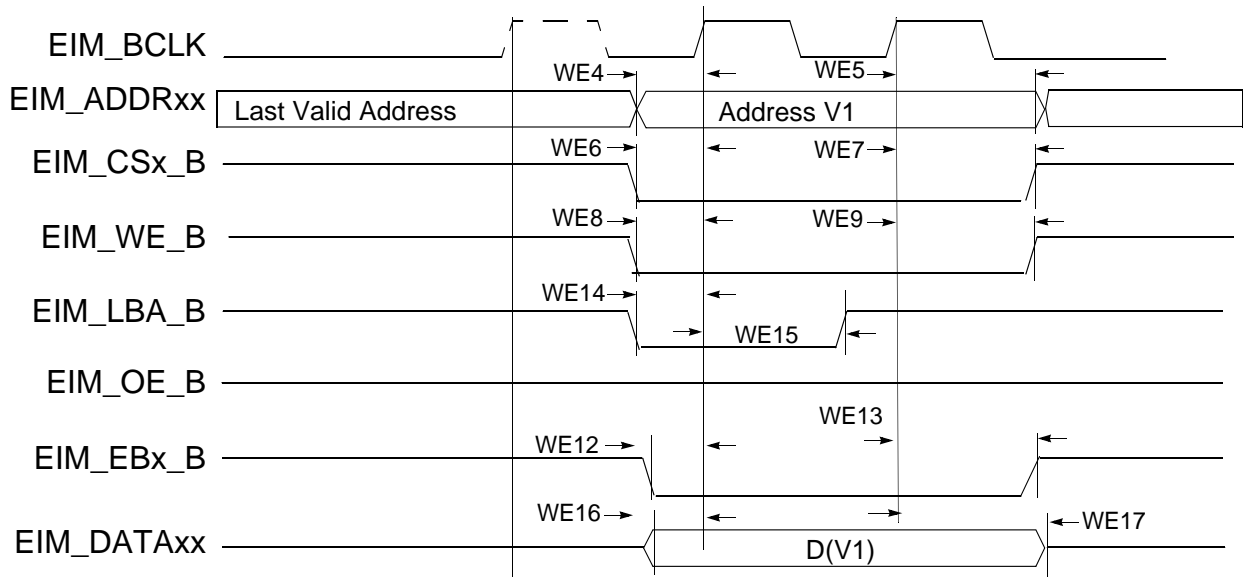 EIM_BCLK
WE4 WE5
EIM_ADDRxx Last Valid Address Address V1
WE6 WE7
EIM_CSx_B
WE8 WE9
EIM_WE_B
WE14
EIM_LBA_B
WE15
EIM_OE_B
WE13
WE12
EIM_EBx_B
WE16 WE17
EIM_DATAxx D(V1)